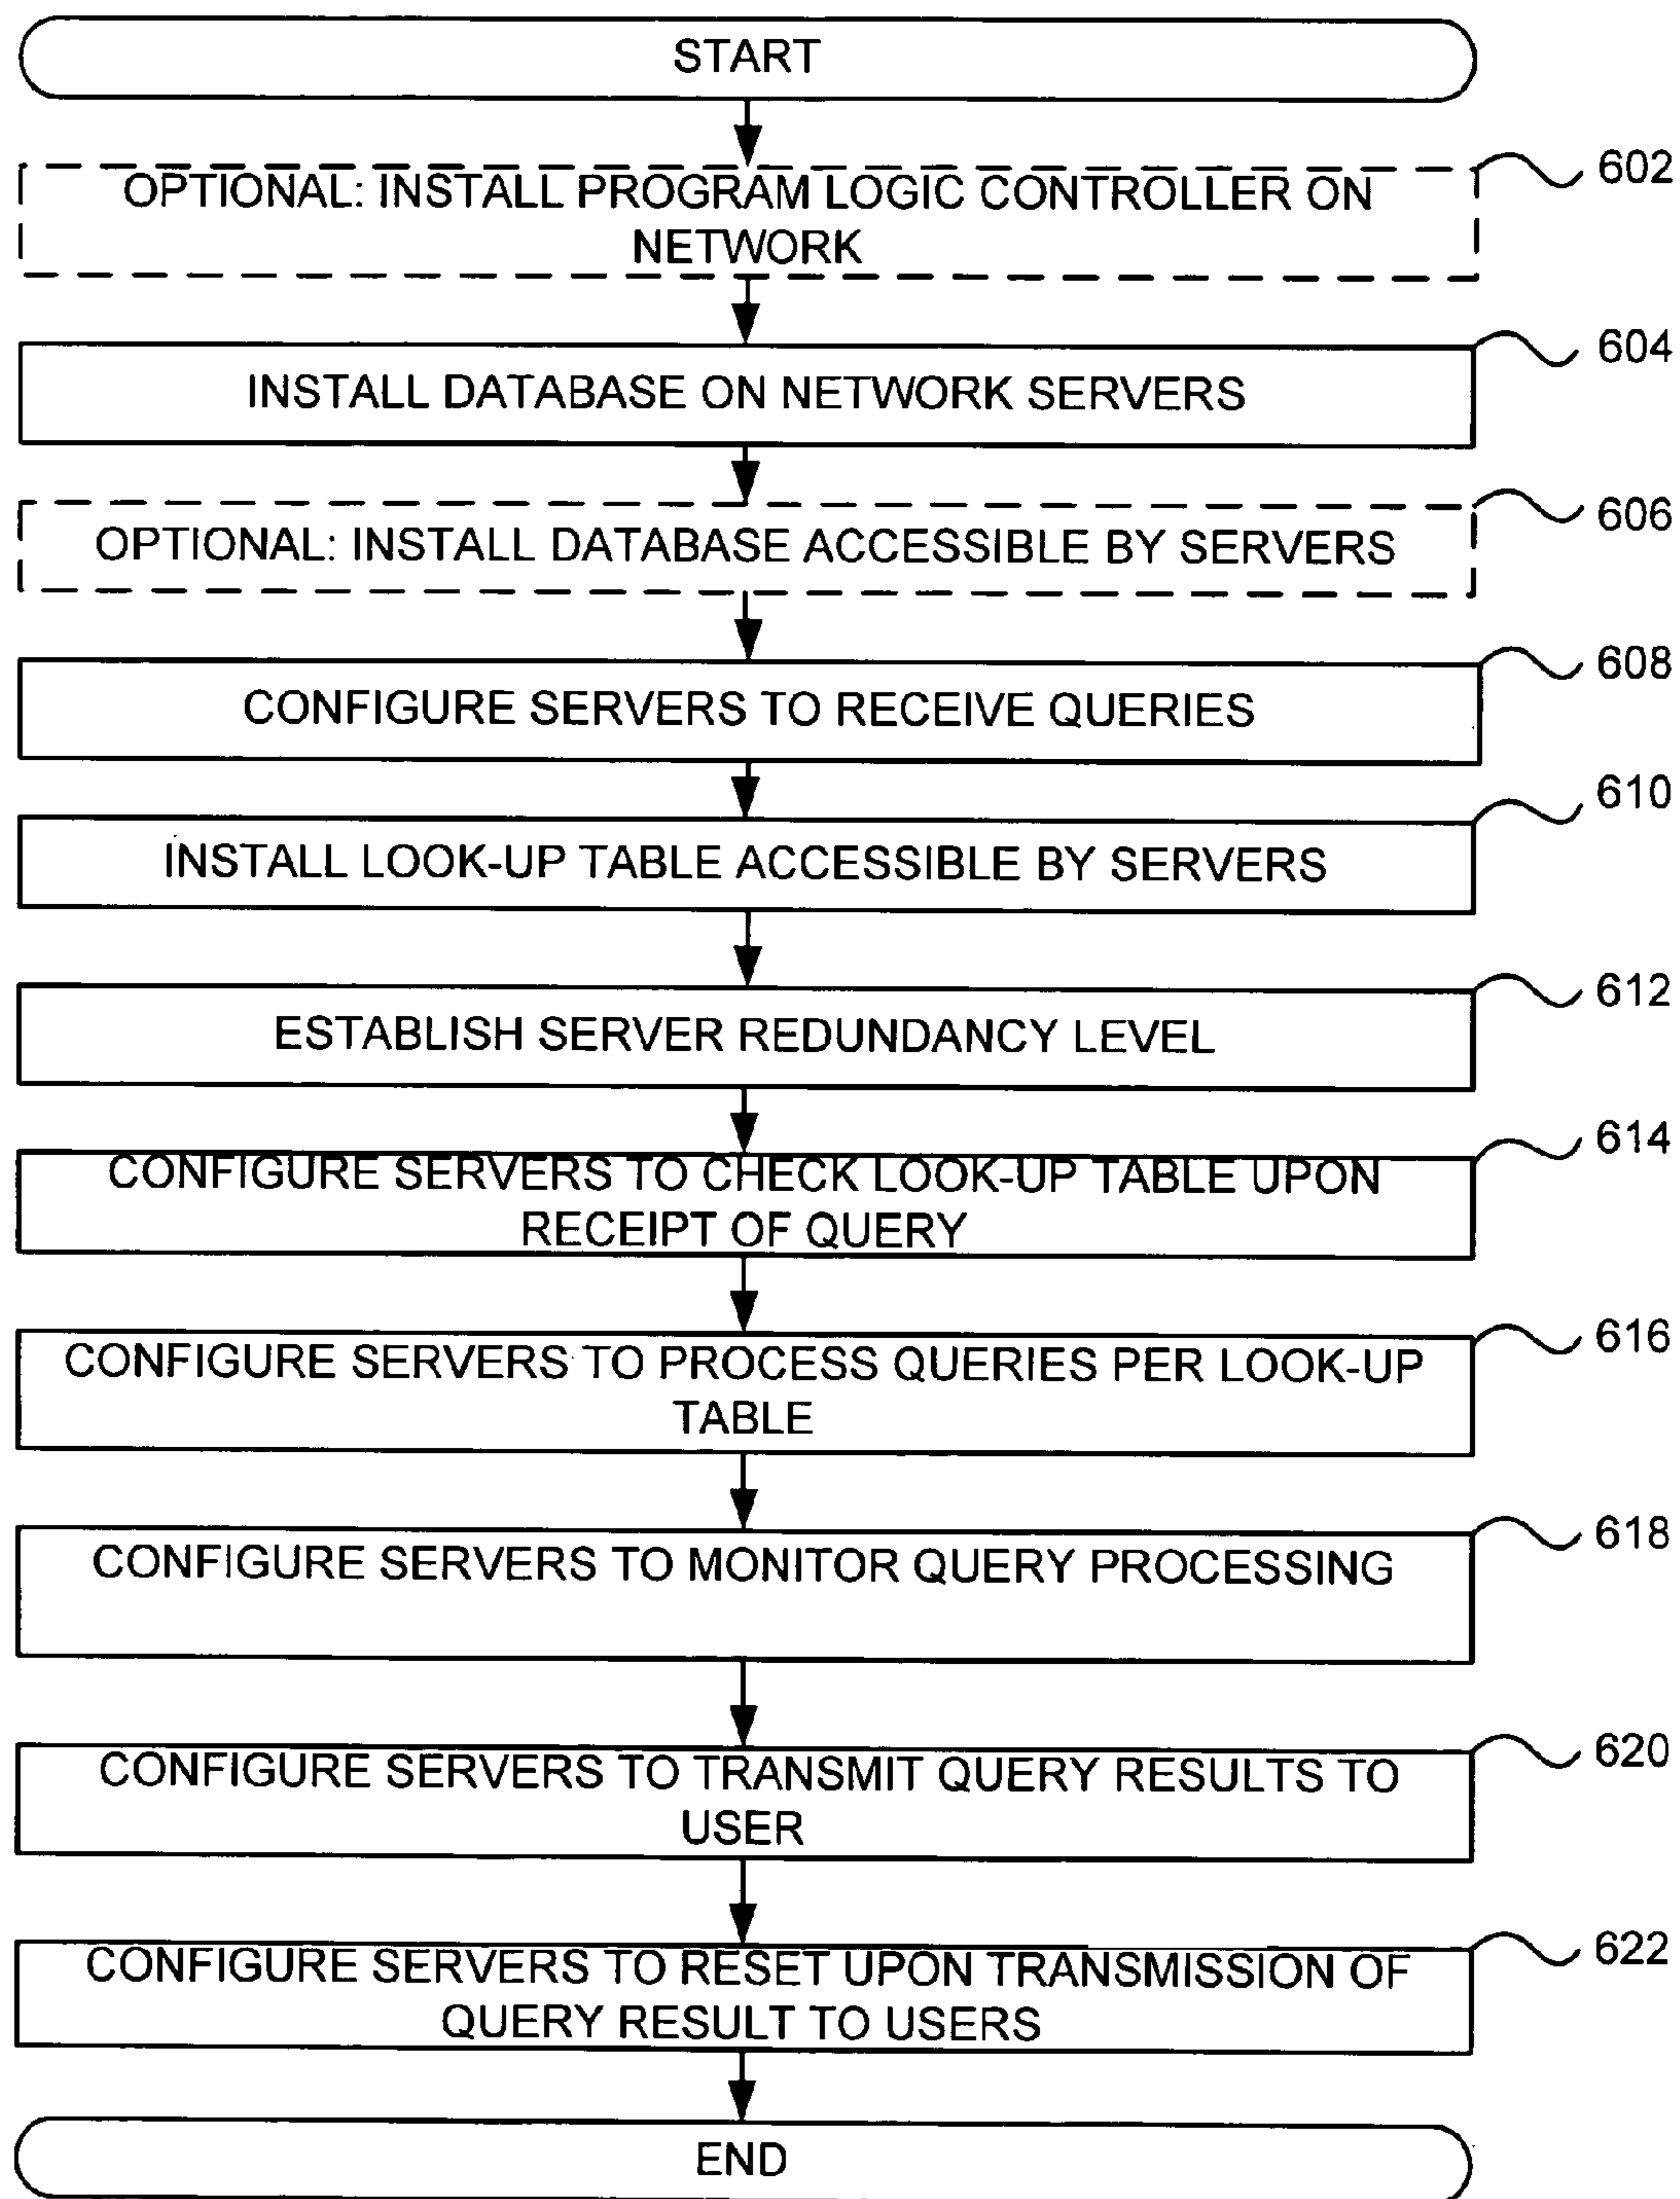 START
602
OPTIONAL: INSTALL PROGRAM LOGIC CONTROLLER ON
NETWORK
604
INSTALL DATABASE ON NETWORK SERVERS
606
OPTIONAL: INSTALL DATABASE ACCESSIBLE BY SERVERS
608
CONFIGURE SERVERS TO RECEIVE QUERIES
610
INSTALL LOOK-UP TABLE ACCESSIBLE BY SERVERS
612
ESTABLISH SERVER REDUNDANCY LEVEL
614
CONFIGURE SERVERS TO CHECK LOOK-UP TABLE UPON
RECEIPT OF QUERY
616
CONFIGURE SERVERS TO PROCESS QUERIES PER LOOK-UP
TABLE
618
CONFIGURE SERVERS TO MONITOR QUERY PROCESSING
620
CONFIGURE SERVERS TO TRANSMIT QUERY RESULTS TO
USER
622
CONFIGURE SERVERS TO RESET UPON TRANSMISSION OF
QUERY RESULT TO USERS
END